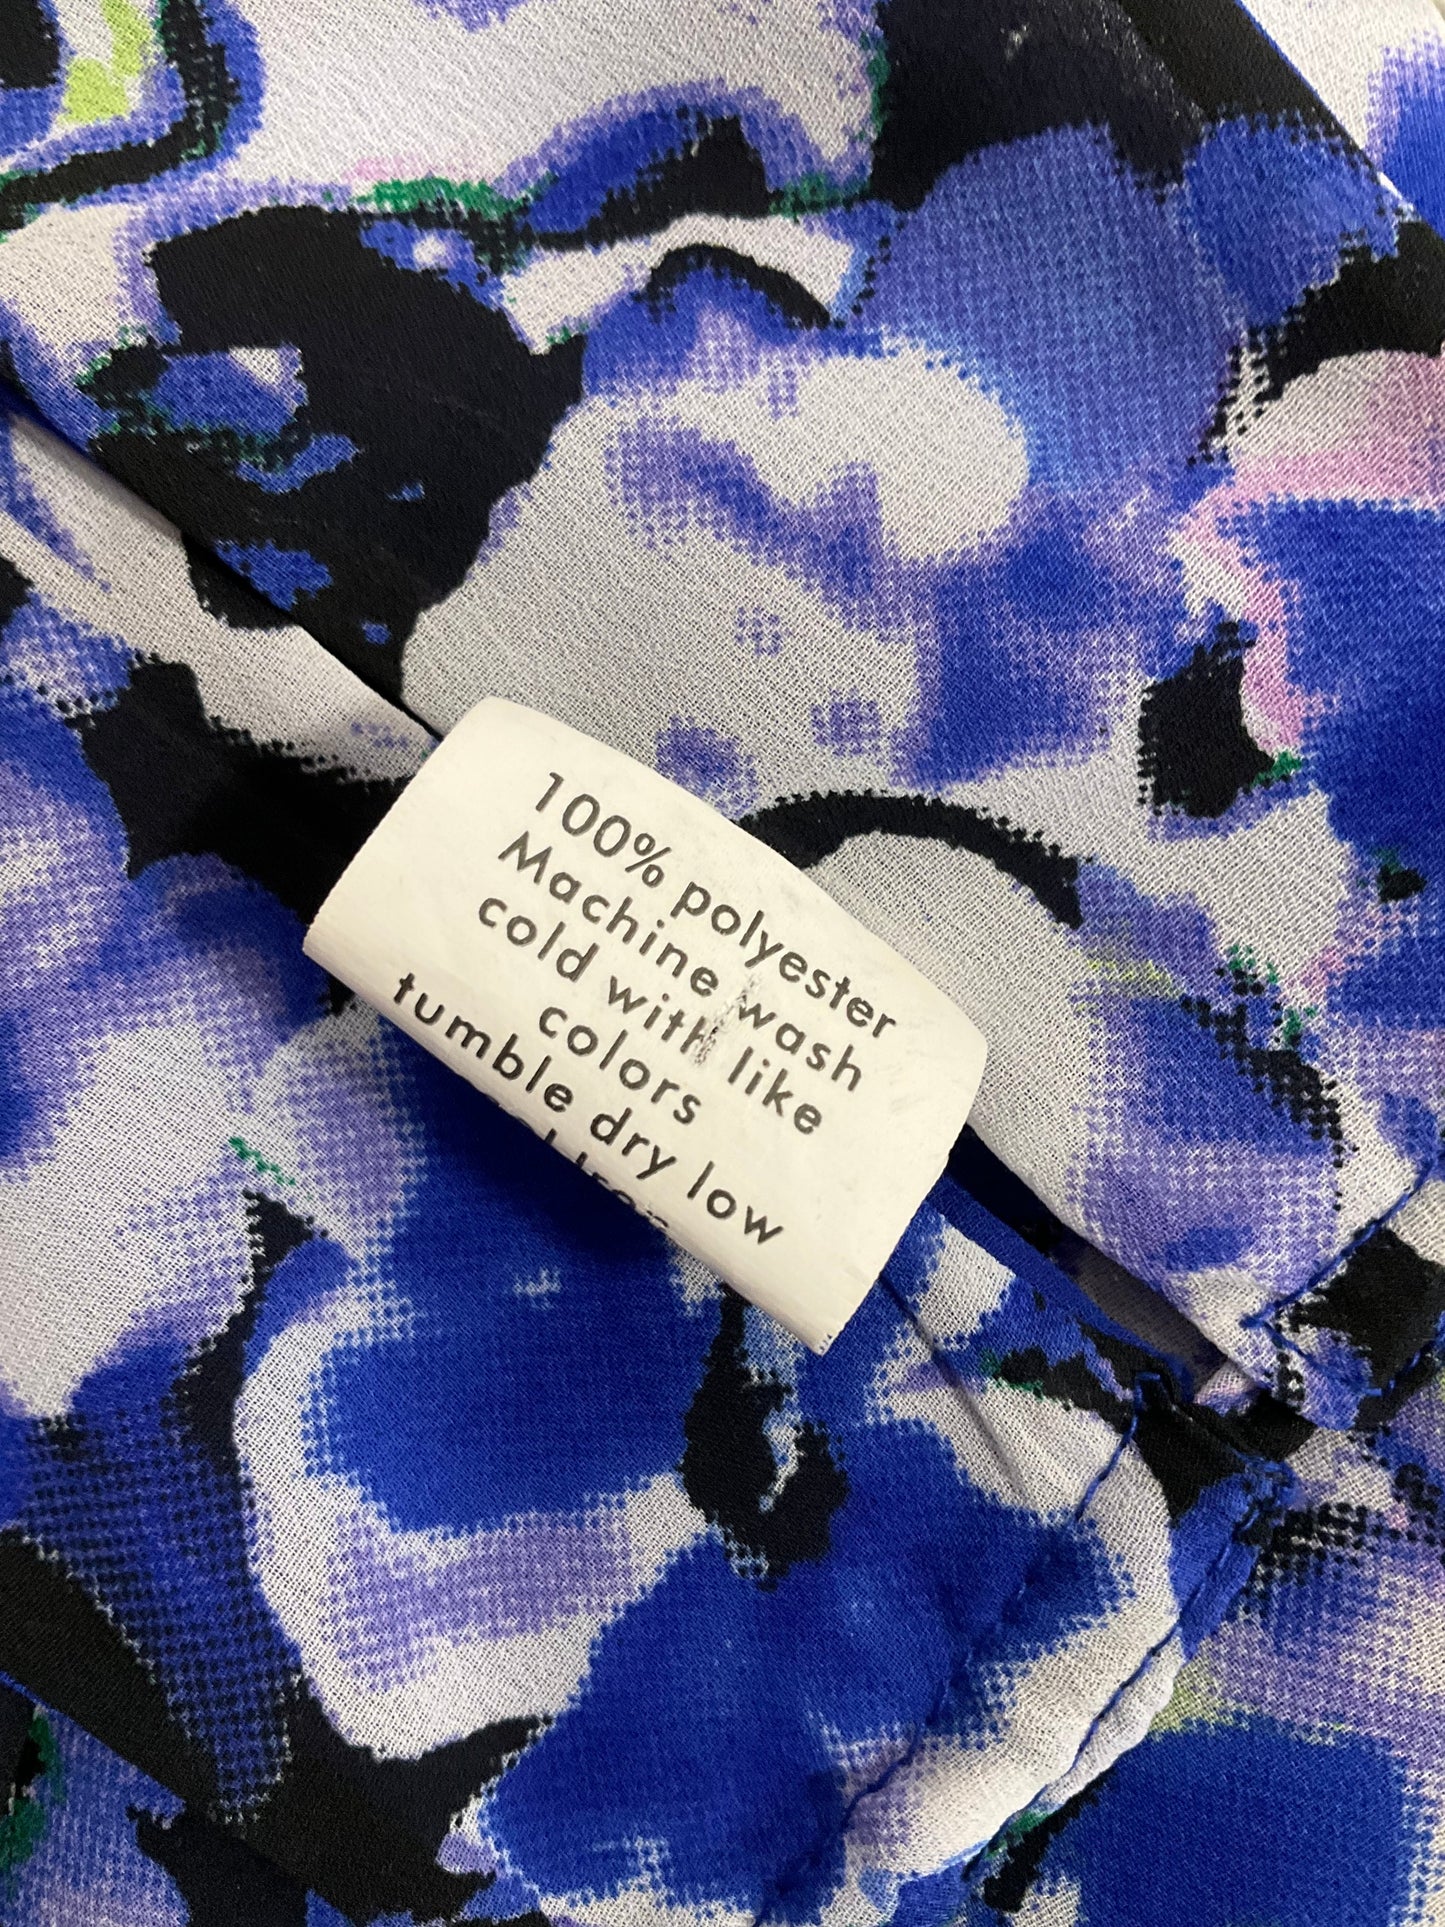 100% polyester
Machine wash
cold with like
colors
tumble dry low